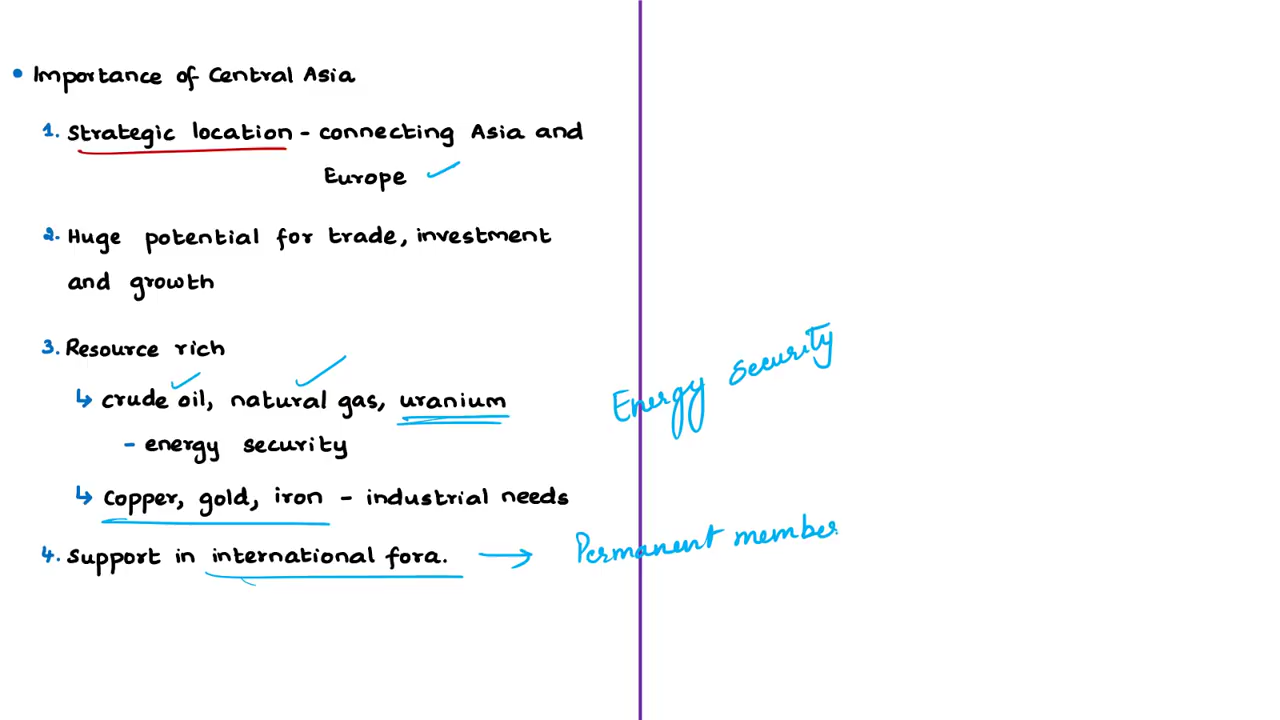 • Importance of Central Asia
1. Strategic location - connecting Asia and
Europe ✓
2. Huge potential for trade, investment
and growth
3. Resource rich
↳ crude oil, natural gas, uranium
- energy security
Energy security
↳ Copper, gold, iron - industrial needs
4. Support in international fora. → Permanent member